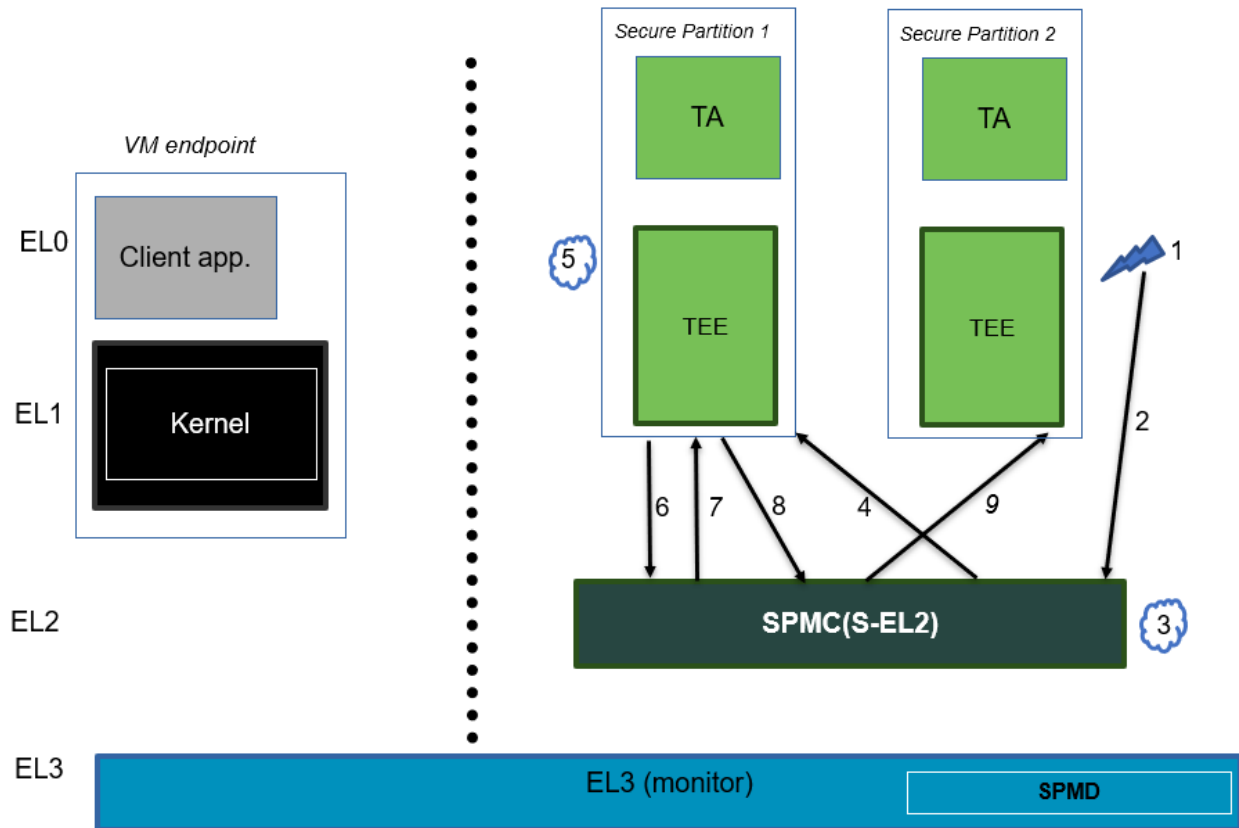 Secure Partition 1
Secure Partition 2
TA
TA
VM endpoint
EL0
Client app.
5
1
TEE
TEE
EL1
Kernel
2
6
7
8
4
9
EL2
SPMC(S-EL2)
3
EL3
EL3 (monitor)
SPMD